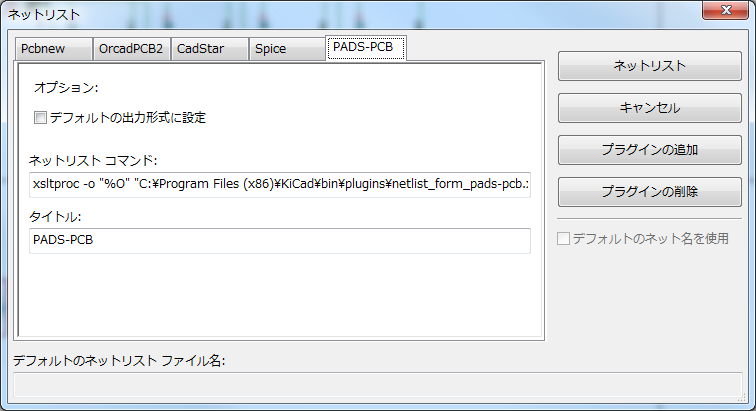 ネットリスト
Pcbnew
OrcadPCB2
CadStar
Spice
PADS-PCB
オプション:
デフォルトの出力形式に設定
ネットリスト コマンド:
xsltproc -o "%O" "C:¥Program Files (x86)¥KiCad¥bin¥plugins¥netlist_form_pads-pcb.
タイトル:
PADS-PCB
ネットリスト
キャンセル
プラグインの追加
プラグインの削除
デフォルトのネット名を使用
デフォルトのネットリスト ファイル名: